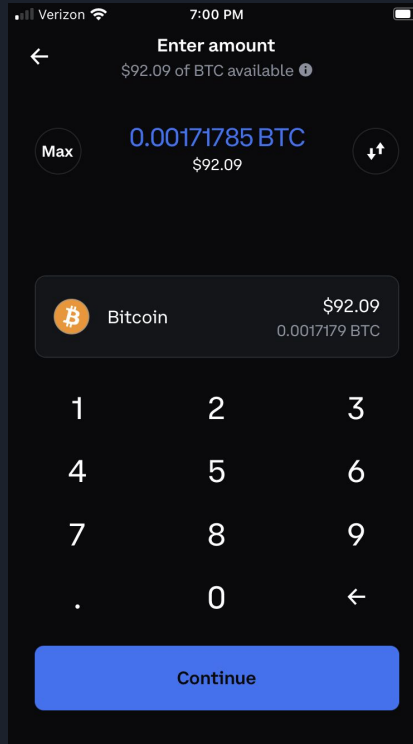 Verizon 7:00 PM
Enter amount
$92.09 of BTC available
Max 0.00171785 BTC
$92.09
Bitcoin $92.09
0.0017179 BTC
1 2 3
4 5 6
7 8 9
. 0
Continue